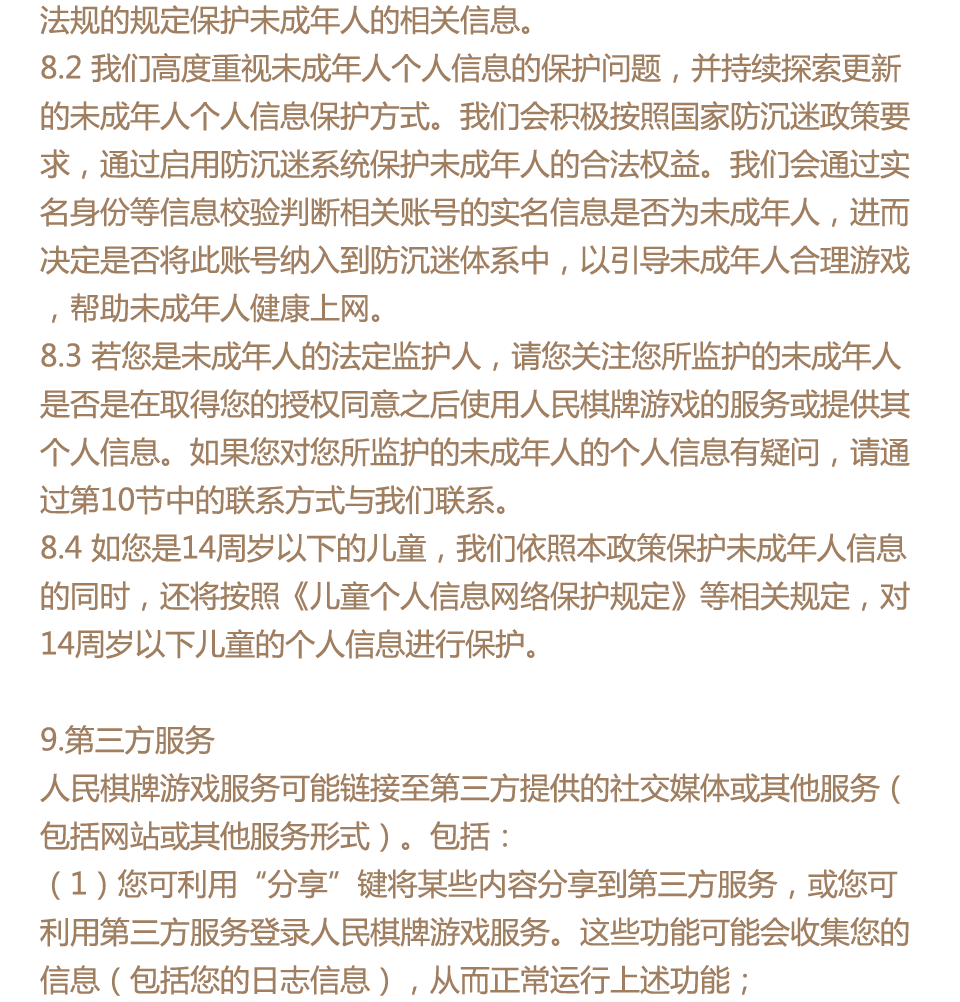 法规的规定保护未成年人的相关信息。
8.2 我们高度重视未成年人个人信息的保护问题，并持续探索更新
的未成年人个人信息保护方式。我们会积极按照国家防沉迷政策要
求，通过启用防沉迷系统保护未成年人的合法权益。我们会通过实
名身份等信息校验判断相关账号的实名信息是否为未成年人，进而
决定是否将此账号纳入到防沉迷体系中，以引导未成年人合理游戏
，帮助未成年人健康上网。
8.3 若您是未成年人的法定监护人，请您关注您所监护的未成年人
是否是在取得您的授权同意之后使用人民棋牌游戏的服务或提供其
个人信息。如果您对您所监护的未成年人的个人信息有疑问，请通
过第10节中的联系方式与我们联系。
8.4 如您是14周岁以下的儿童，我们依照本政策保护未成年人信息
的同时，还将按照《儿童个人信息网络保护规定》等相关规定，对
14周岁以下儿童的个人信息进行保护。
9.第三方服务
人民棋牌游戏服务可能链接至第三方提供的社交媒体或其他服务（
包括网站或其他服务形式）。包括：
（1）您可利用“分享”键将某些内容分享到第三方服务，或您可
利用第三方服务登录人民棋牌游戏服务。这些功能可能会收集您的
信息（包括您的日志信息），从而正常运行上述功能；